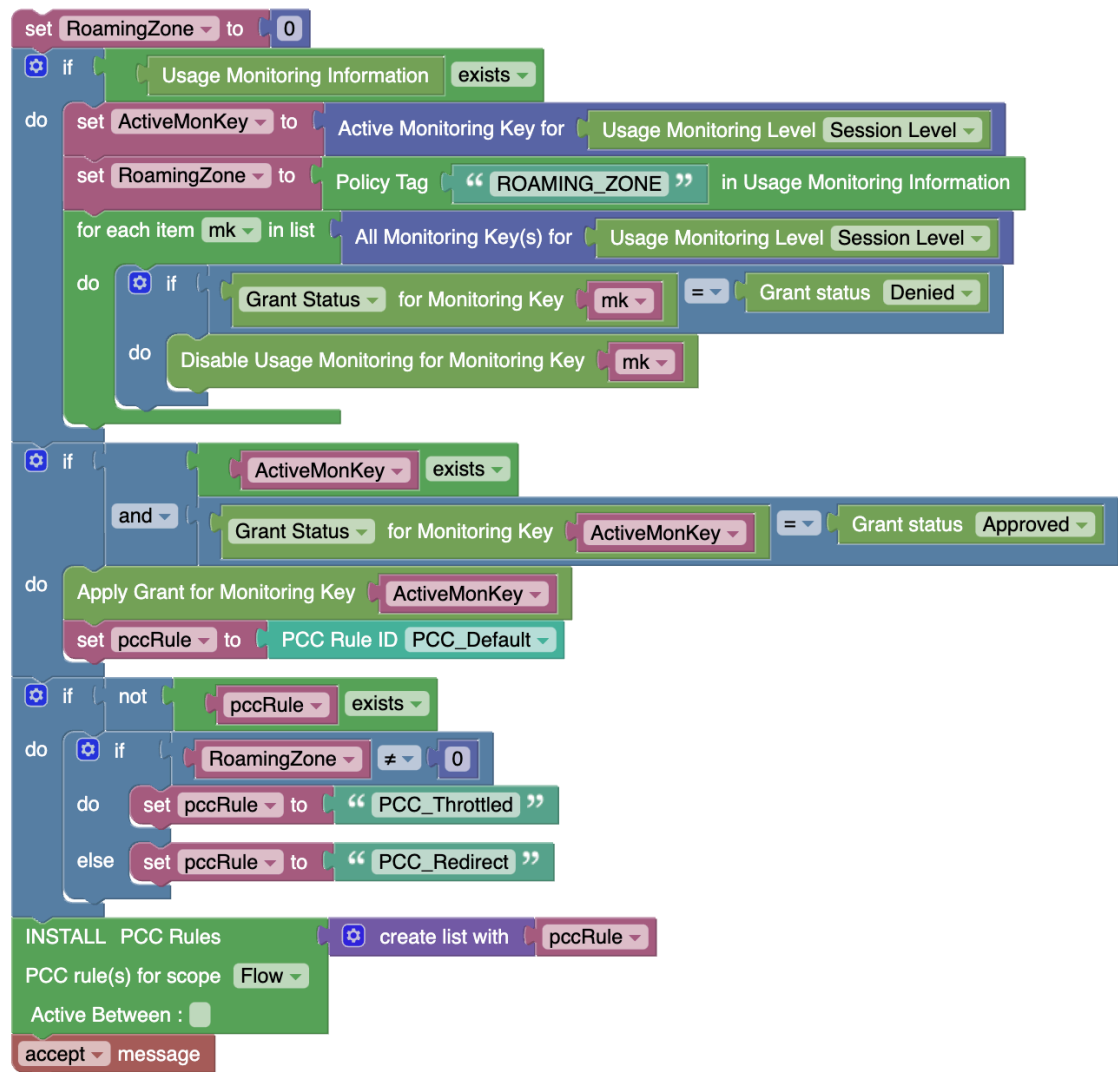 set RoamingZone to 0
if Usage Monitoring Information exists
do set ActiveMonKey to Active Monitoring Key for Usage Monitoring Level Session Level
set RoamingZone to Policy Tag “ ROAMING_ZONE ” in Usage Monitoring Information
for each item mk in list All Monitoring Key(s) for Usage Monitoring Level Session Level
do if Grant Status for Monitoring Key mk = Grant status Denied
do Disable Usage Monitoring for Monitoring Key mk
if ActiveMonKey exists
and Grant Status for Monitoring Key ActiveMonKey = Grant status Approved
do Apply Grant for Monitoring Key ActiveMonKey
set pccRule to PCC Rule ID PCC_Default
if not pccRule exists
do if RoamingZone ≠ 0
do set pccRule to “ PCC_Throttled ”
else set pccRule to “ PCC_Redirect ”
INSTALL PCC Rules create list with pccRule
PCC rule(s) for scope Flow
Active Between :
accept message